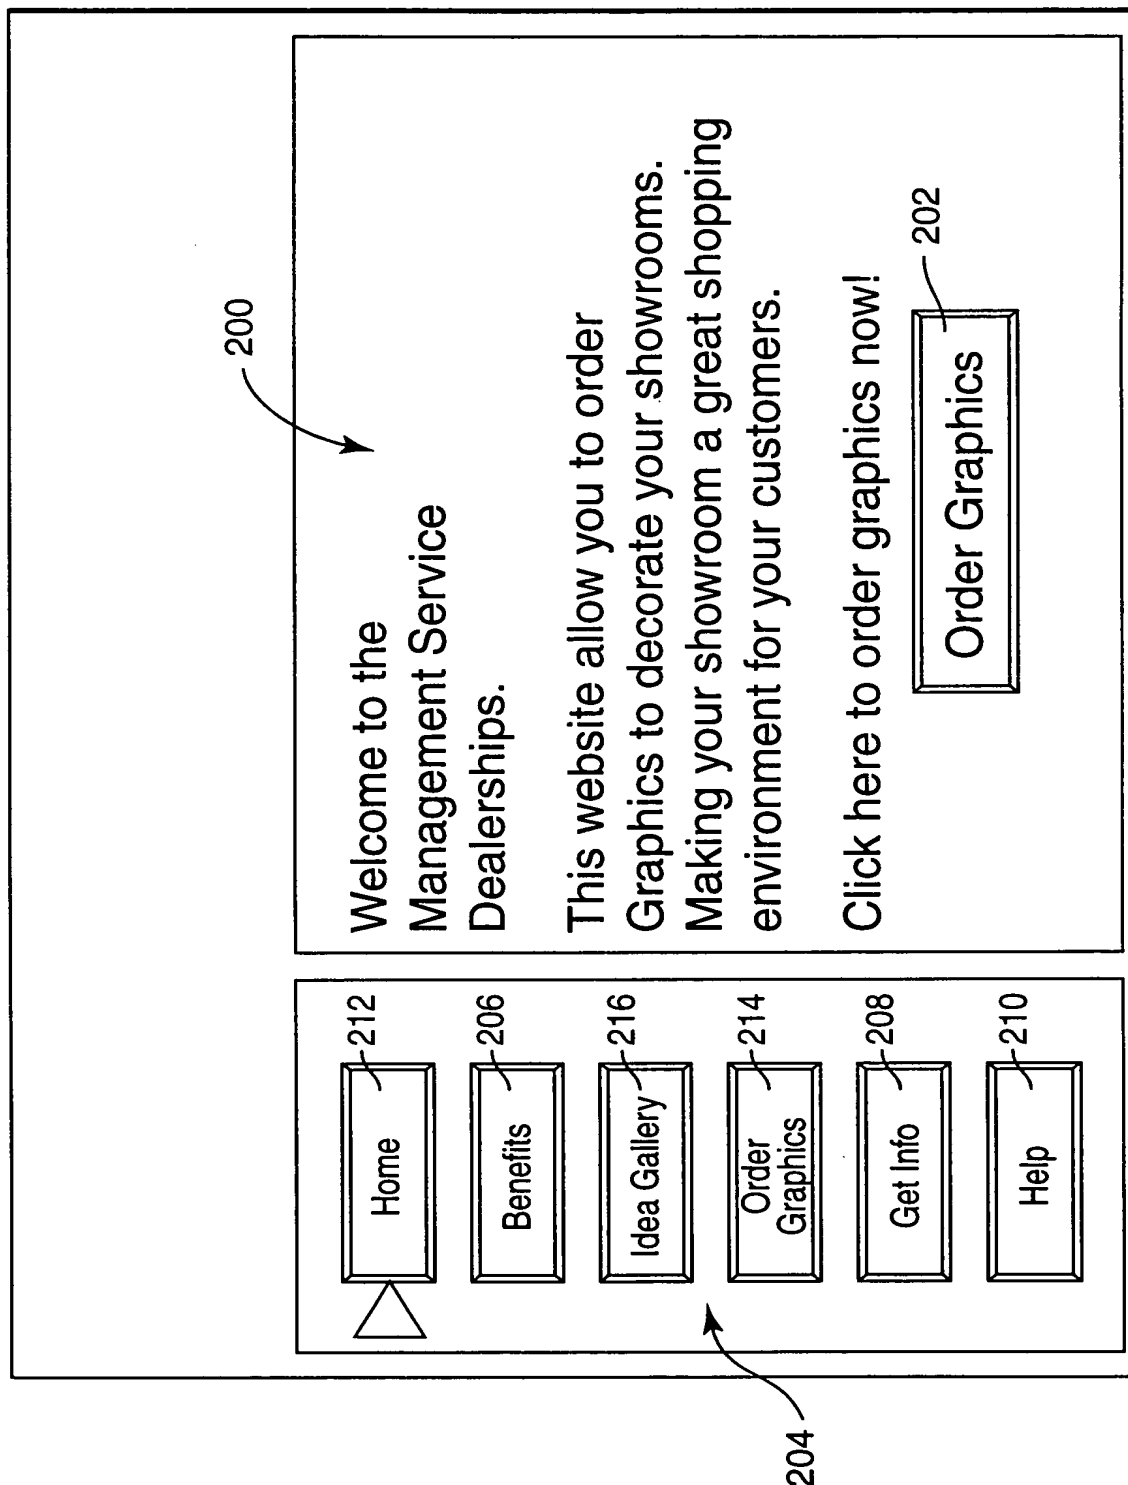 200
Welcome to the
Management Service
Dealerships.
This website allow you to order
Graphics to decorate your showrooms.
Making your showroom a great shopping
environment for your customers.
Click here to order graphics now!
Order Graphics
202
Home
212
Benefits
206
Idea Gallery
216
Order
Graphics
214
Get Info
208
Help
210
204